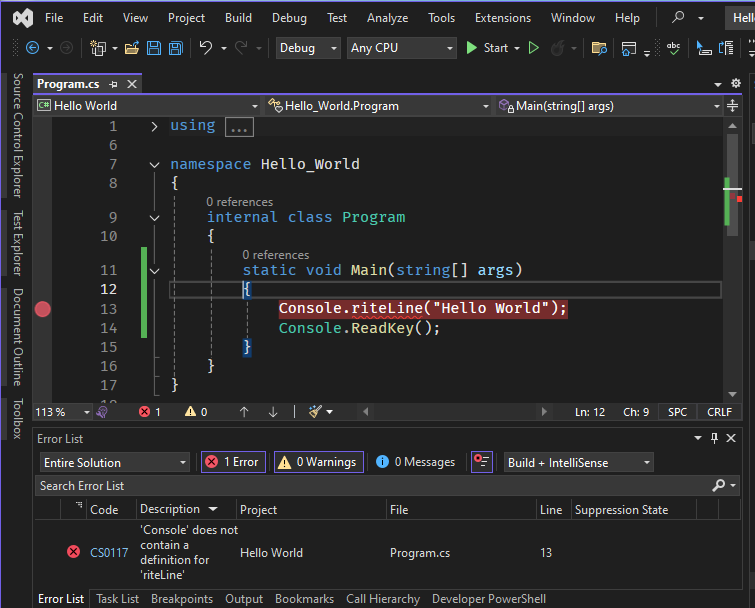 File Edit View Project Build Debug Test Analyze Tools Extensions Window Help Hello
Debug Any CPU Start abc
Source Control Explorer
Test Explorer
Document Outline
Toolbox
Program.cs
C# Hello World Hello_World.Program Main(string[] args)
1 using ...
6
7 namespace Hello_World
8 {
0 references
9 internal class Program
10 {
0 references
11 static void Main(string[] args)
12 {
13 Console.riteLine("Hello World");
14 Console.ReadKey();
15 }
16 }
17 }
113 % 1 0 Ln: 12 Ch: 9 SPC CRLF
Error List
Entire Solution 1 Error 0 Warnings 0 Messages Build + IntelliSense
Search Error List
Code Description Project File Line Suppression State
CS0117 'Console' does not contain a definition for 'riteLine' Hello World Program.cs 13
Error List Task List Breakpoints Output Bookmarks Call Hierarchy Developer PowerShell